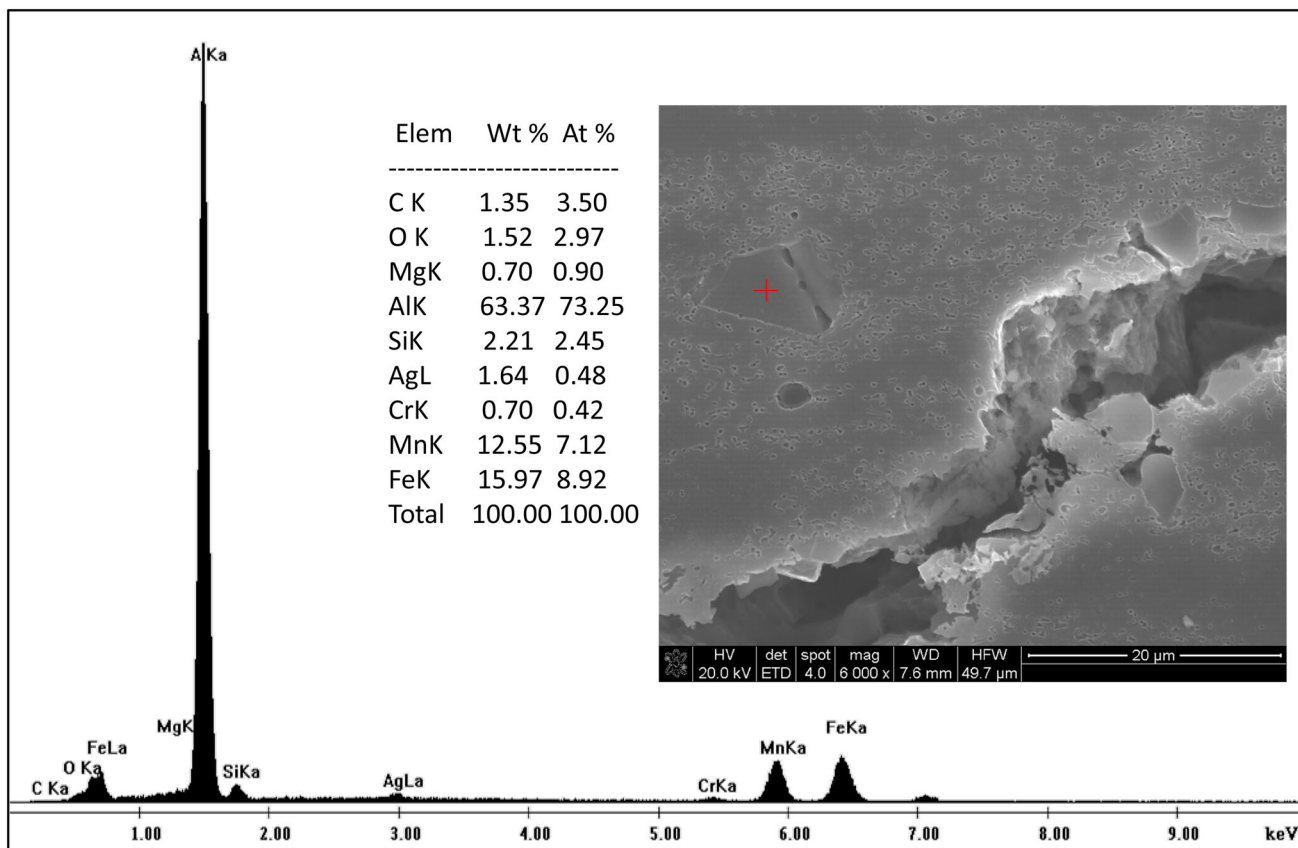 A Ka
Elem Wt % At %
-------------------------
C K 1.35 3.50
O K 1.52 2.97
MgK 0.70 0.90
AlK 63.37 73.25
SiK 2.21 2.45
AgL 1.64 0.48
CrK 0.70 0.42
MnK 12.55 7.12
FeK 15.97 8.92
Total 100.00 100.00
HV det spot mag WD HFW
20.0 kV ETD 4.0 6 000 x 7.6 mm 49.7 µm
20 µm
MgK
FeLa
O Ka
C Ka
SiKa
AgLa
CrKa
MnKa
FeKa
1.00 2.00 3.00 4.00 5.00 6.00 7.00 8.00 9.00 keV